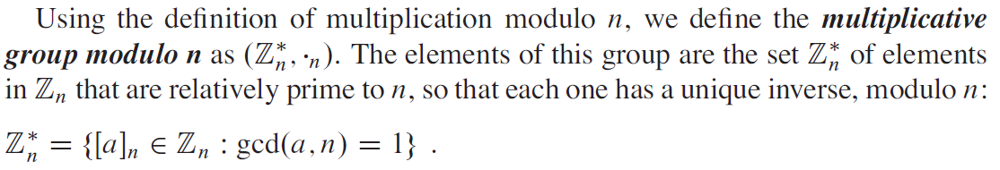 Using the definition of multiplication modulo n, we define the multiplicative
group modulo n as (ℤ*ₙ, ·ₙ). The elements of this group are the set ℤ*ₙ of elements
in ℤₙ that are relatively prime to n, so that each one has a unique inverse, modulo n:
ℤ*ₙ = {[a]ₙ ∈ ℤₙ : gcd(a, n) = 1} .